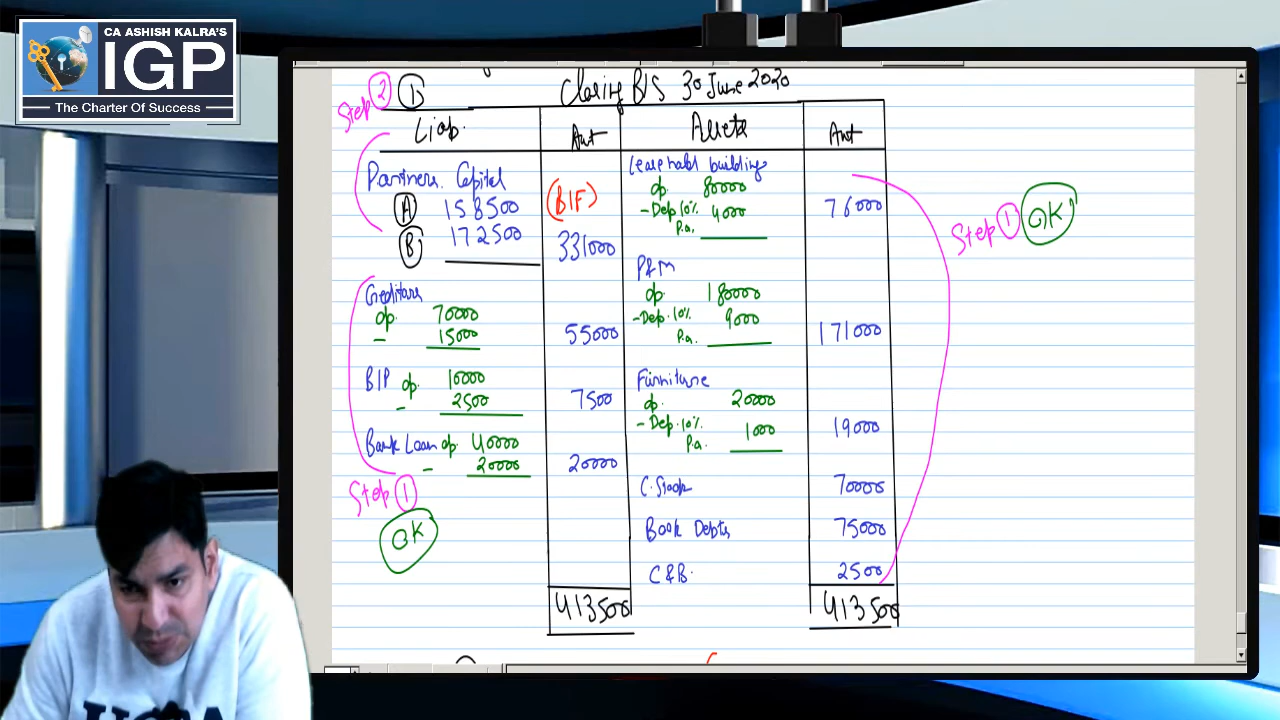 CA ASHISH KALRA'S
IGP
The Charter Of Success
Step 2 ① Closing B/S 30 June 2020
Liab. Amt Assets Amt
Partners Capital
A 158500 (B/F)
B 172500 331000
Creditors
op. 70000
- 15000 55000
B/P op. 10000
- 2500 7500
Bank Loan op. 40000
- 20000 20000
Step ①
OK
413500
Leasehold building
op. 80000
- Dep. 10% 4000 76000
P.a.
P&M
op. 180000
- Dep. 10% 9000
P.a. 171000
Furniture
op. 20000
- Dep. 10% 1000 19000
P.a.
C. Stock 70000
Book Debts 75000
C&B. 2500
413500
Step ① OK